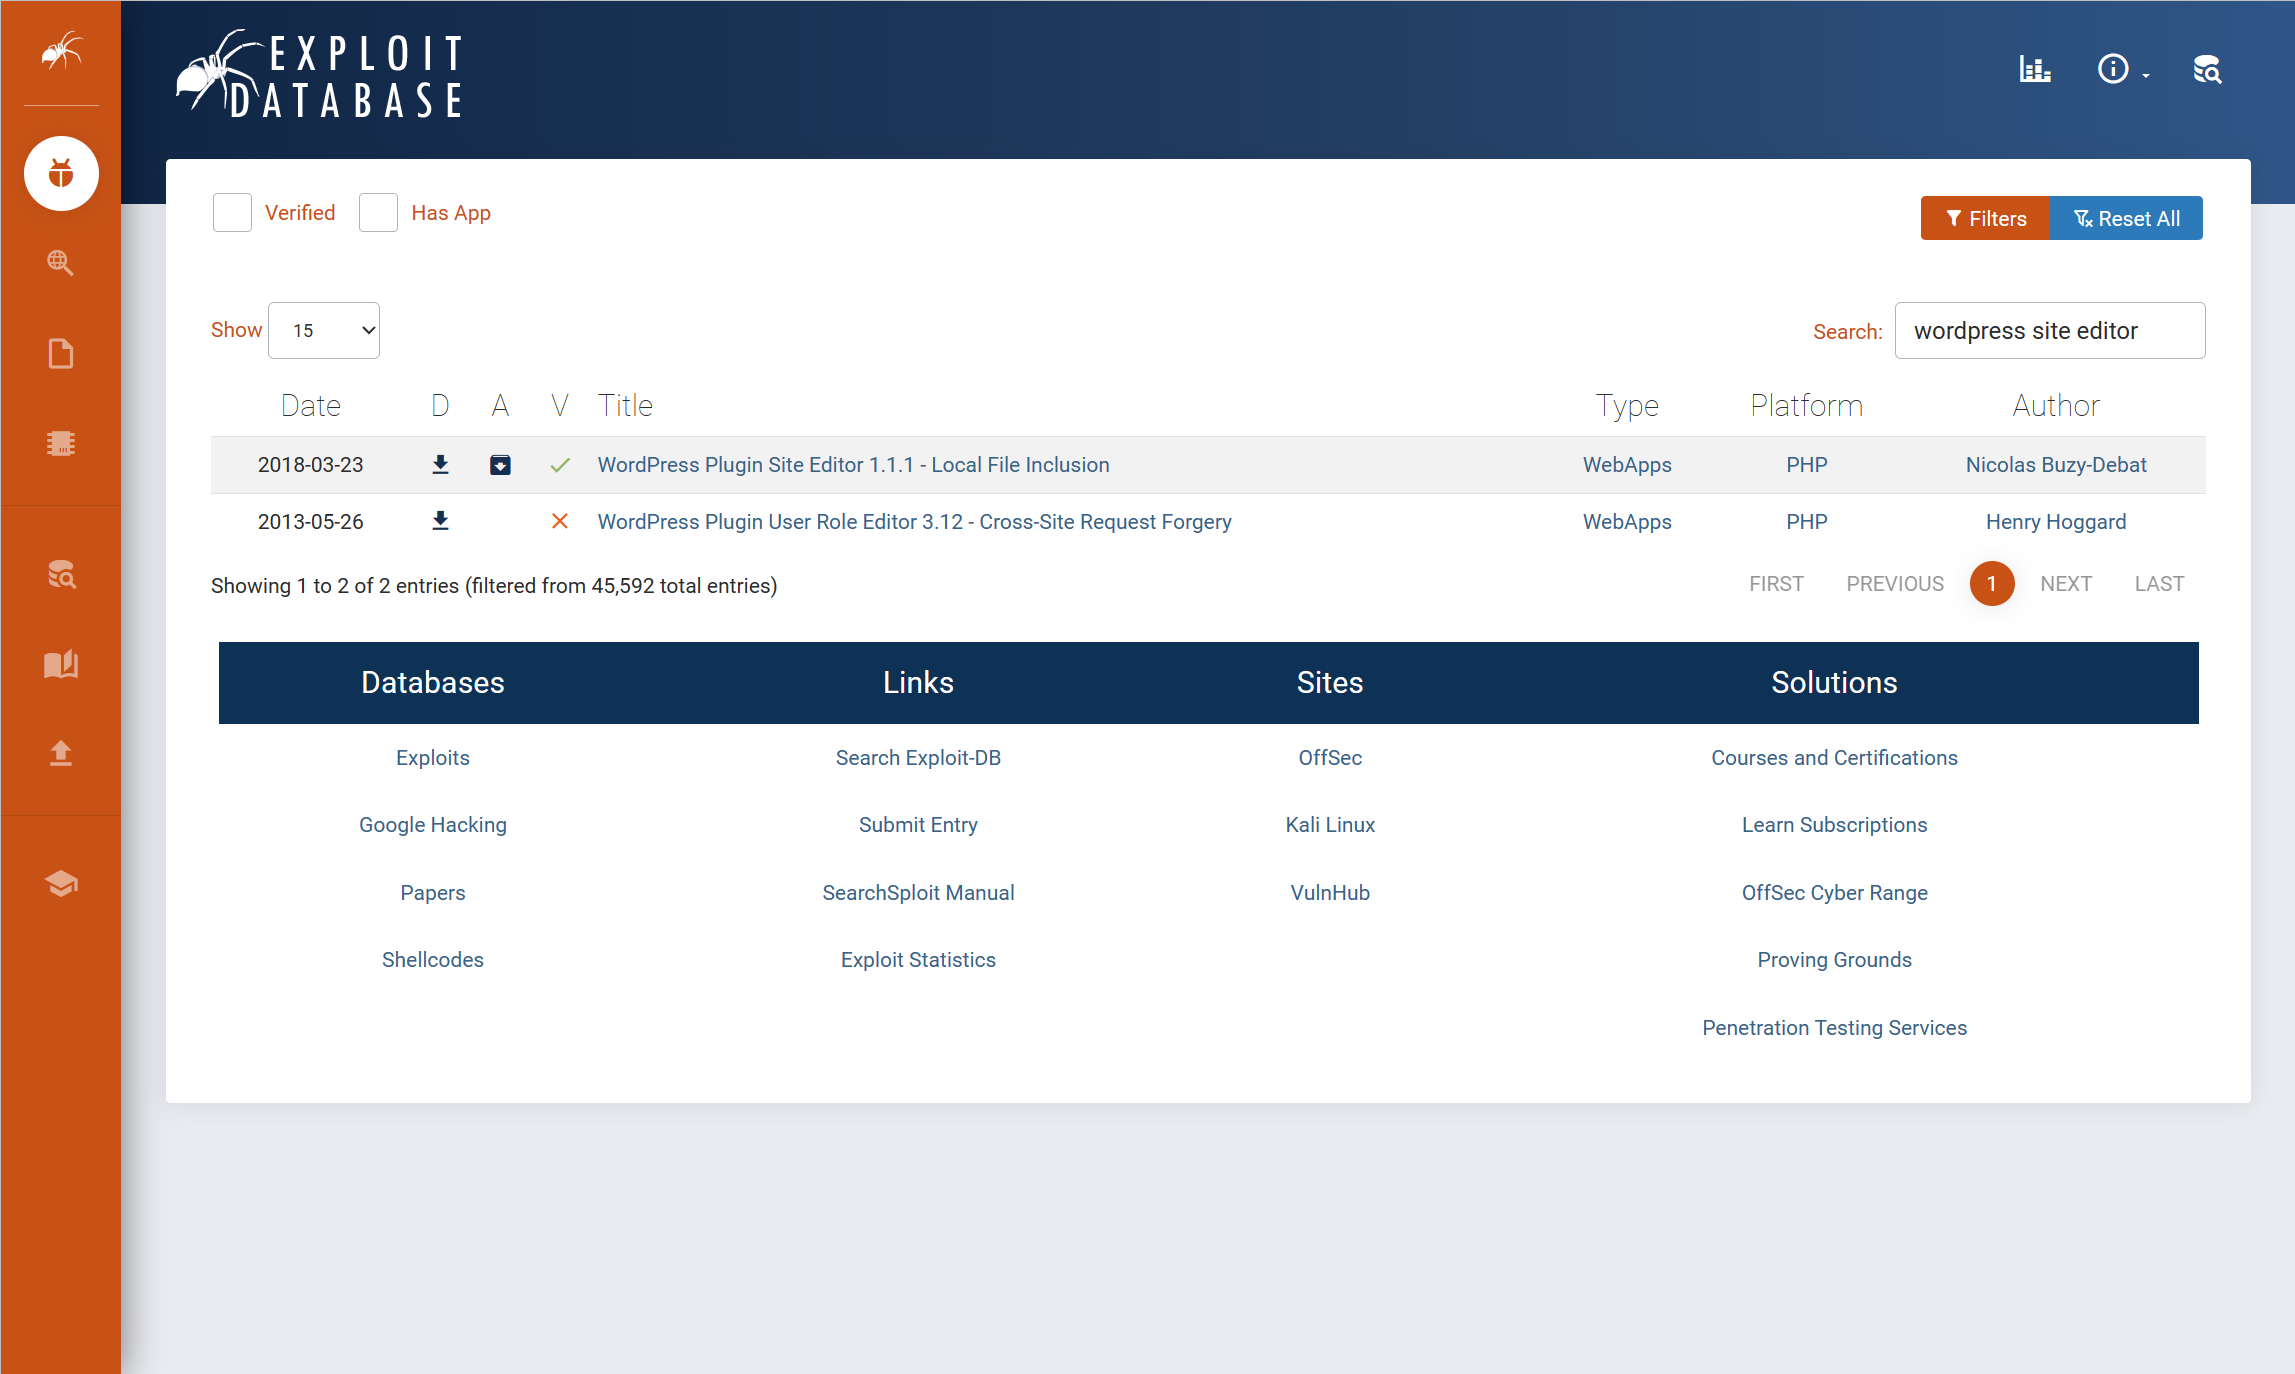 EXPLOIT
DATABASE
Verified Has App
Filters Reset All
Show 15
Search: wordpress site editor
Date D A V Title Type Platform Author
2018-03-23 WordPress Plugin Site Editor 1.1.1 - Local File Inclusion WebApps PHP Nicolas Buzy-Debat
2013-05-26 WordPress Plugin User Role Editor 3.12 - Cross-Site Request Forgery WebApps PHP Henry Hoggard
Showing 1 to 2 of 2 entries (filtered from 45,592 total entries)
FIRST PREVIOUS 1 NEXT LAST
Databases Links Sites Solutions
Exploits Search Exploit-DB OffSec Courses and Certifications
Google Hacking Submit Entry Kali Linux Learn Subscriptions
Papers SearchSploit Manual VulnHub OffSec Cyber Range
Shellcodes Exploit Statistics Proving Grounds
Penetration Testing Services